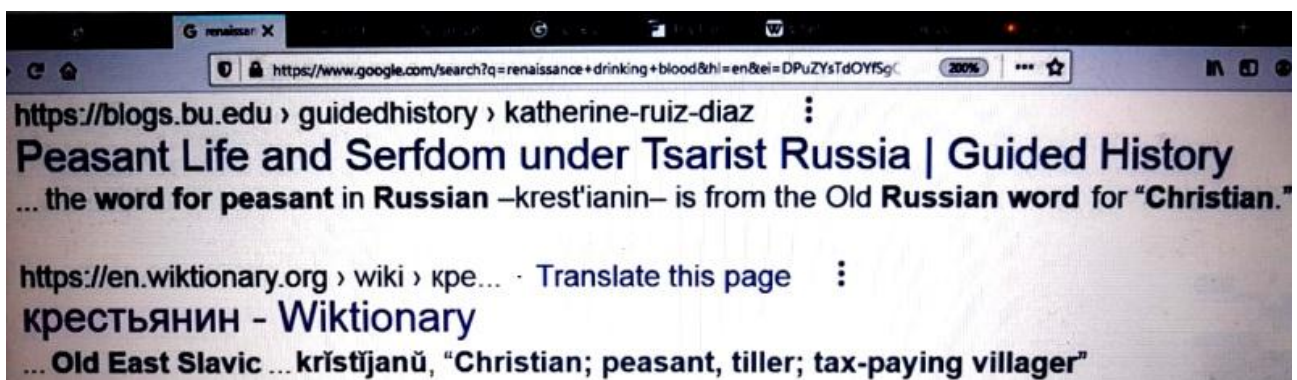 G renaissan X
https://www.google.com/search?q=renaissance+drinking+blood&hl=en&ei=DPuZYsTdOYfSgC 200%
https://blogs.bu.edu › guidedhistory › katherine-ruiz-diaz
Peasant Life and Serfdom under Tsarist Russia | Guided History
... the word for peasant in Russian –krest'ianin– is from the Old Russian word for “Christian.”
https://en.wiktionary.org › wiki › кре... · Translate this page
крестьянин - Wiktionary
... Old East Slavic ... krĭstĭjanŭ, “Christian; peasant, tiller; tax-paying villager”